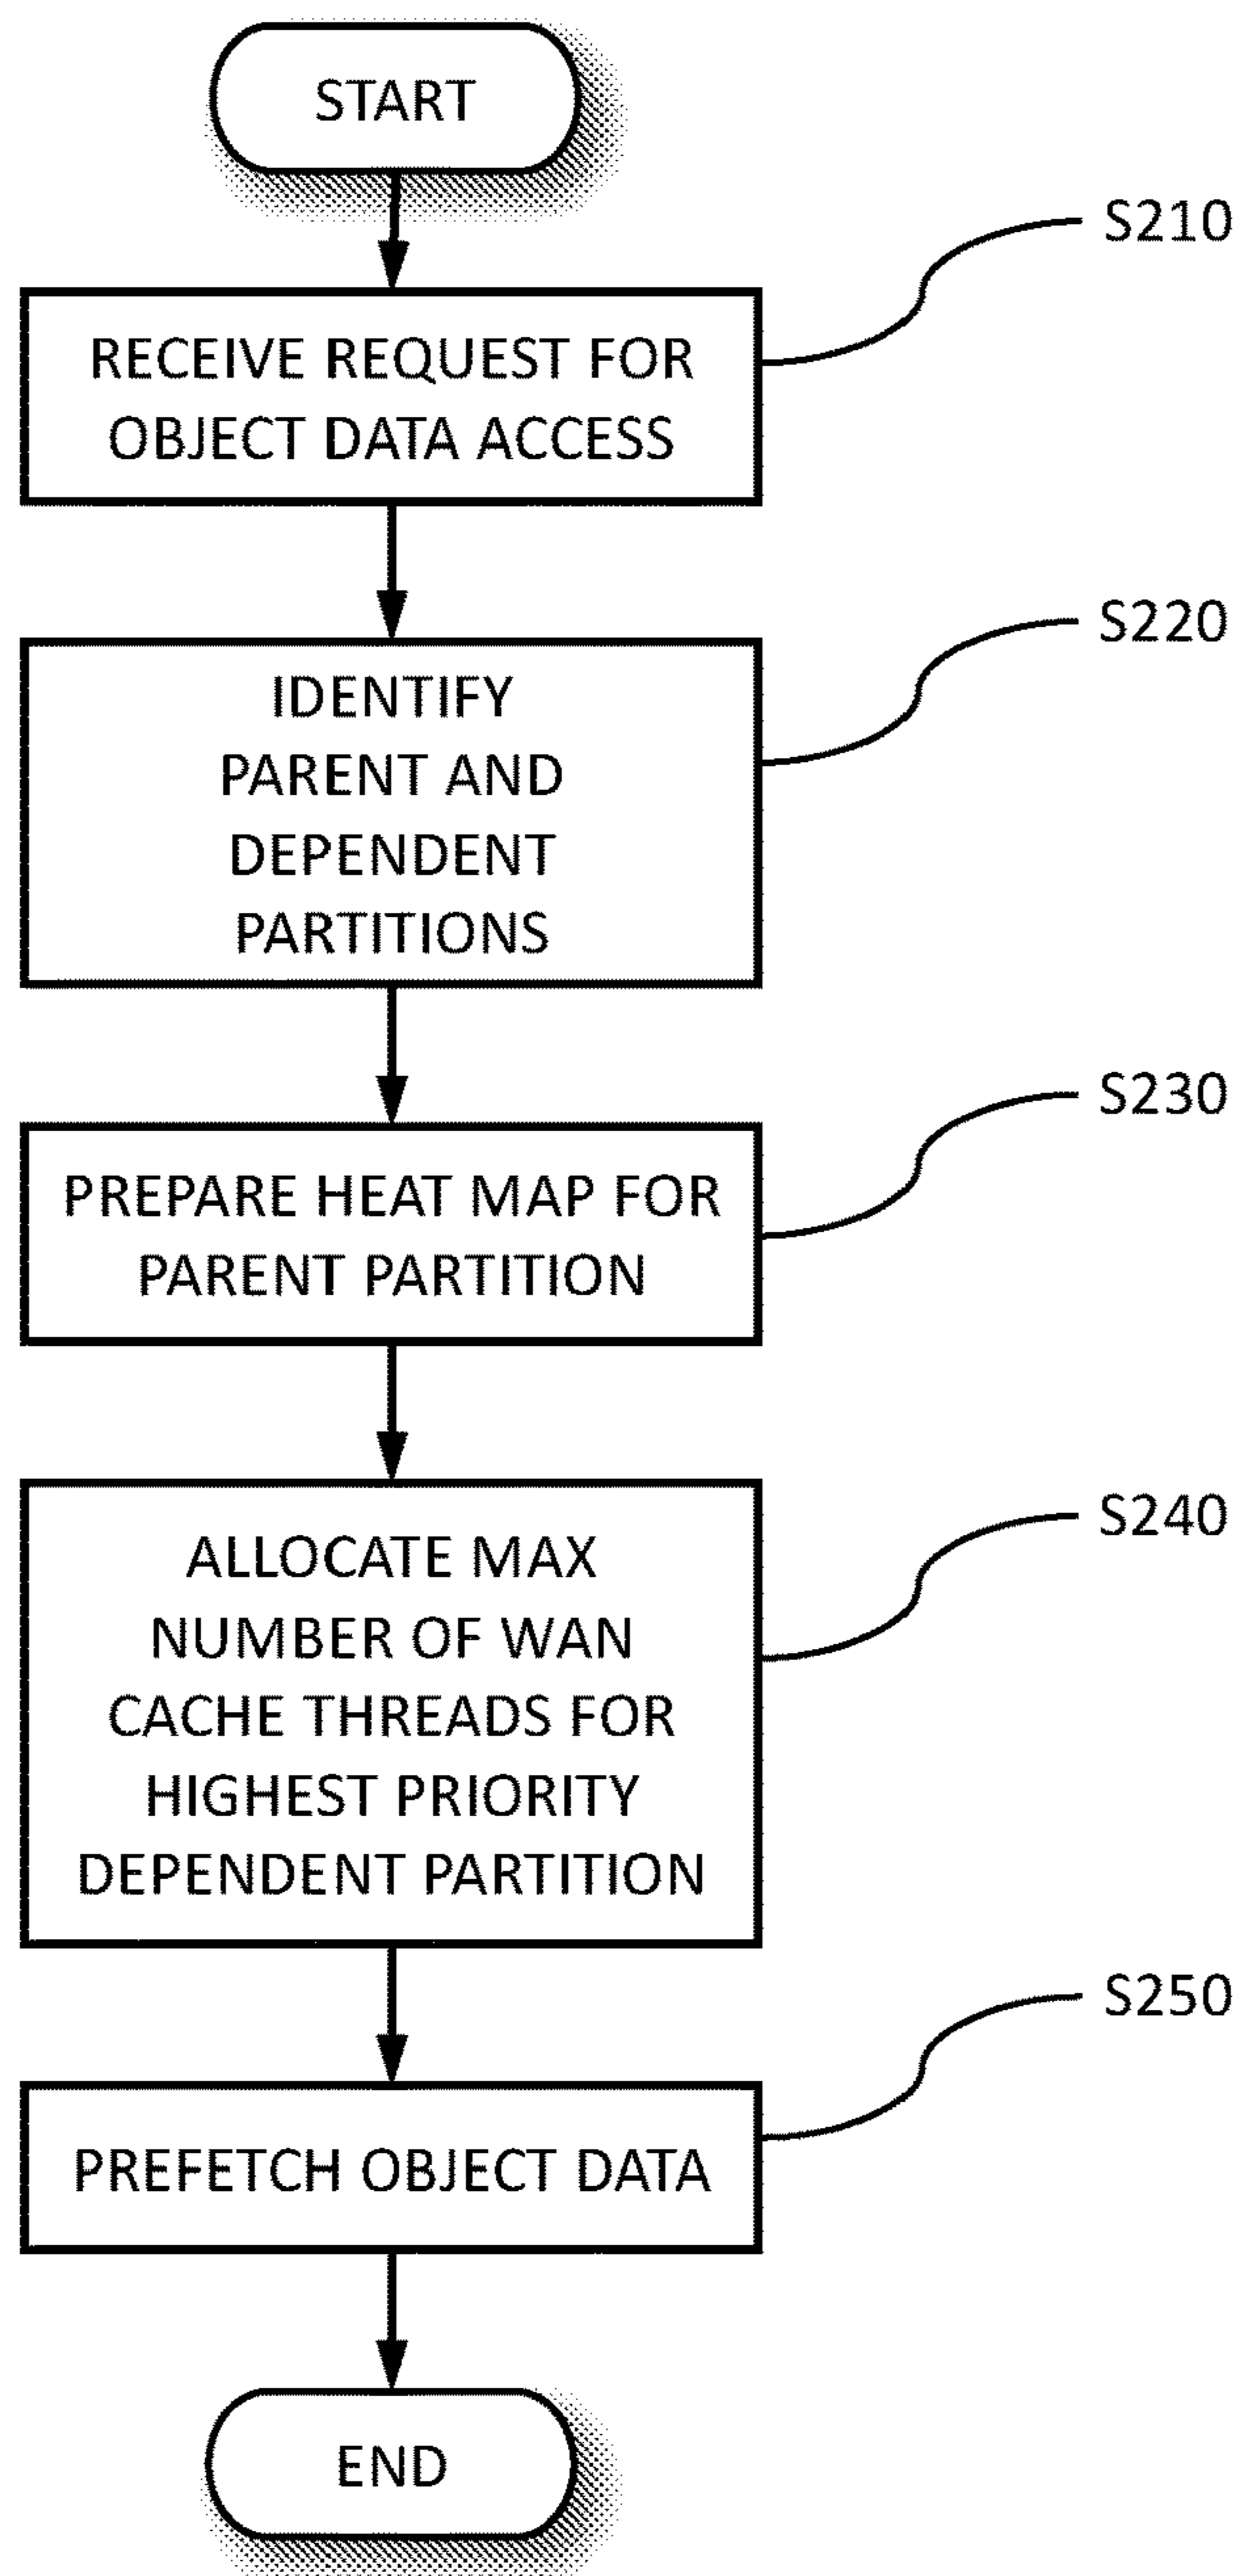 START
S210
RECEIVE REQUEST FOR
OBJECT DATA ACCESS
S220
IDENTIFY
PARENT AND
DEPENDENT
PARTITIONS
S230
PREPARE HEAT MAP FOR
PARENT PARTITION
S240
ALLOCATE MAX
NUMBER OF WAN
CACHE THREADS FOR
HIGHEST PRIORITY
DEPENDENT PARTITION
S250
PREFETCH OBJECT DATA
END